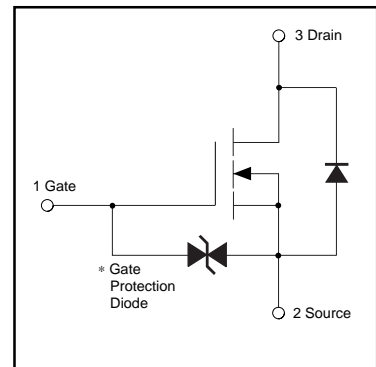 3 Drain
1 Gate
* Gate
Protection
Diode
2 Source